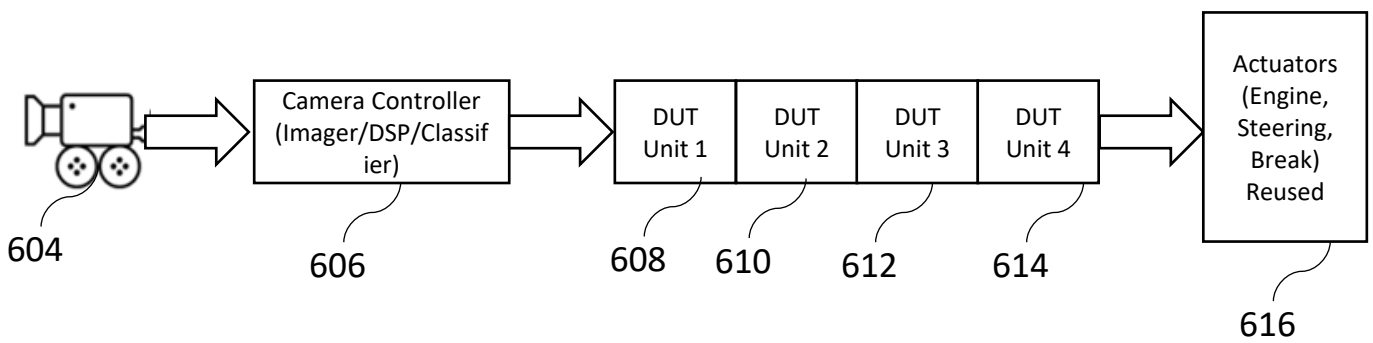 Camera Controller
(Imager/DSP/Classif
ier)
DUT
Unit 1
DUT
Unit 2
DUT
Unit 3
DUT
Unit 4
Actuators
(Engine,
Steering,
Break)
Reused
604
606
608
610
612
614
616